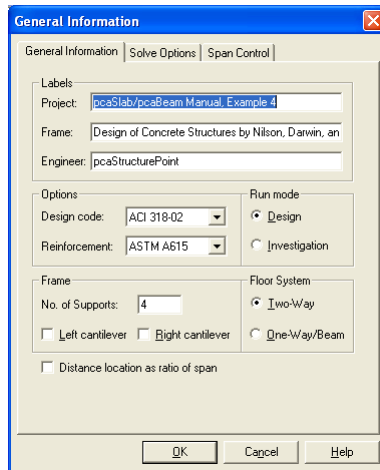 General Information
General Information Solve Options Span Control
Labels
Project: pcaSlab/pcaBeam Manual, Example 4
Frame: Design of Concrete Structures by Nilson, Darwin, an
Engineer: pcaStructurePoint
Options Run mode
Design code: ACI 318-02 Design
Reinforcement: ASTM A615 Investigation
Frame Floor System
No. of Supports: 4 Two-Way
Left cantilever Right cantilever One-Way/Beam
Distance location as ratio of span
OK Cancel Help